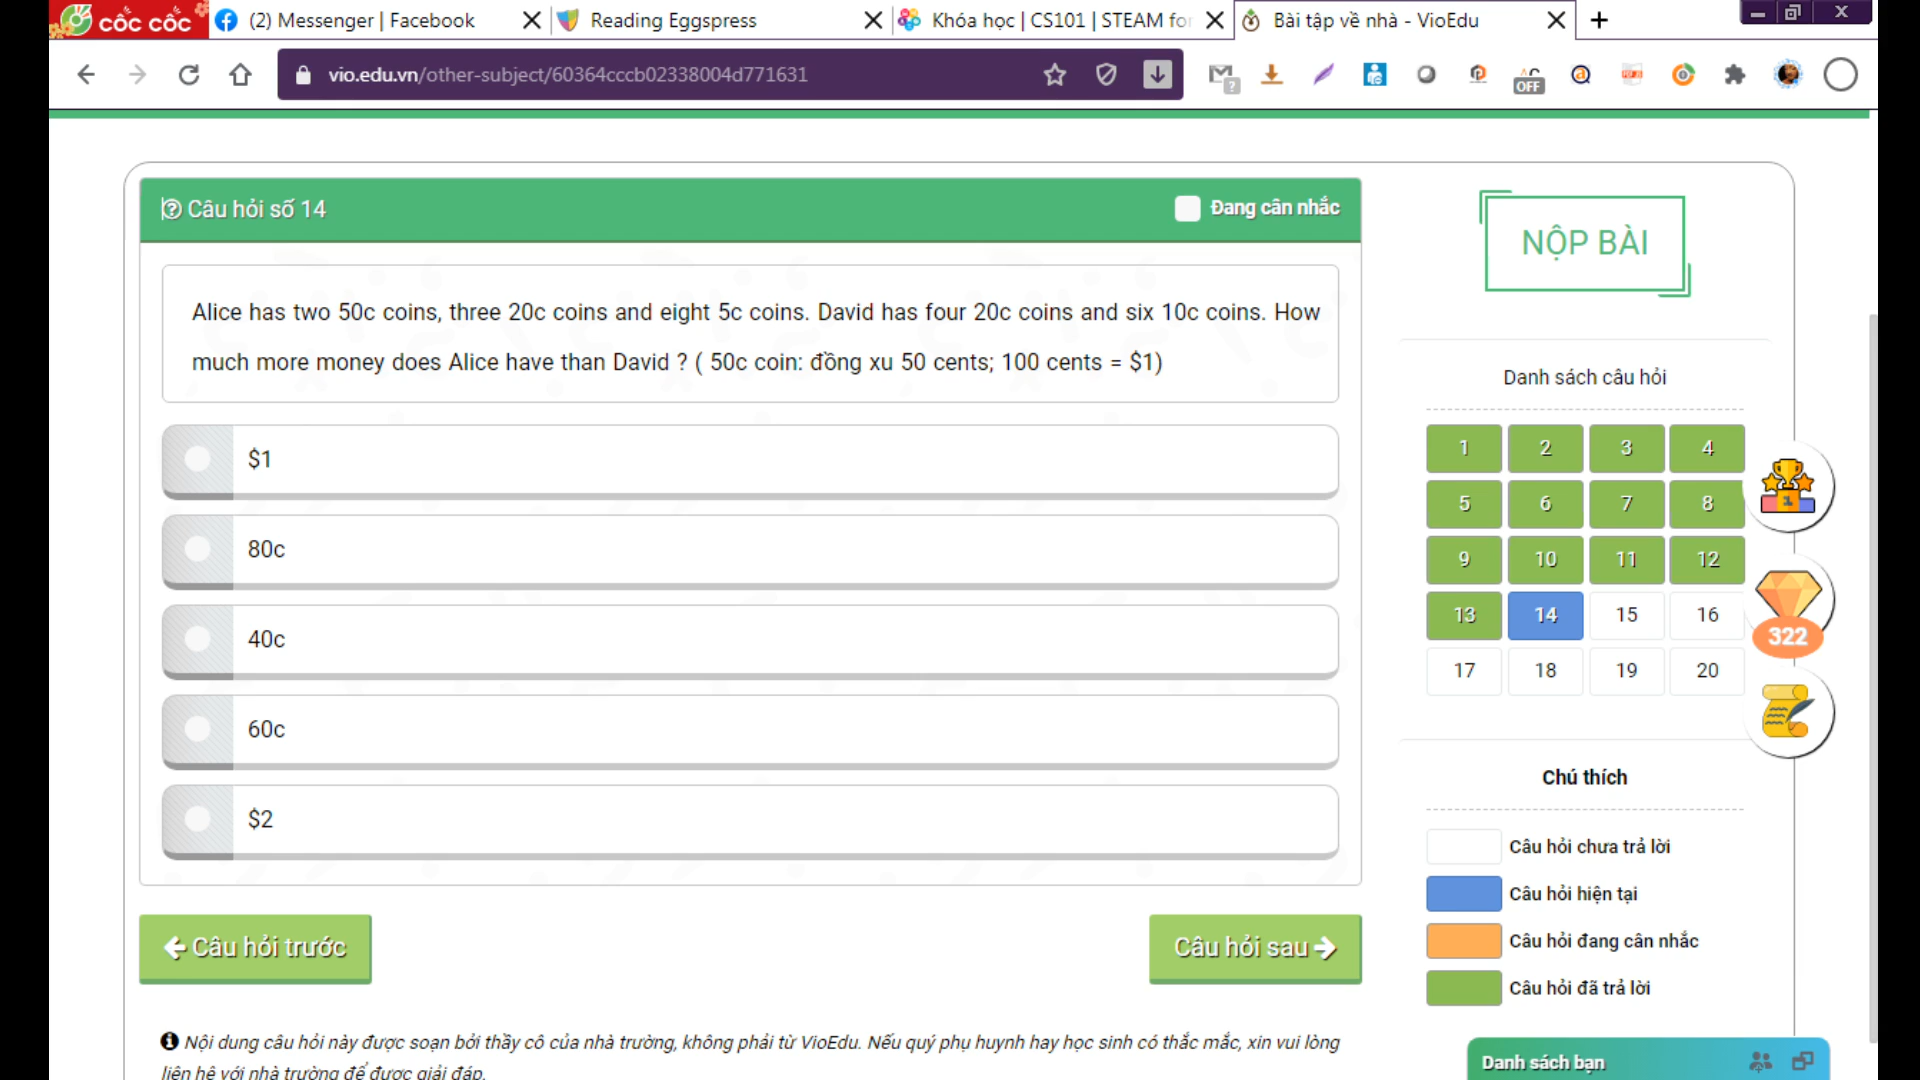 cốc cốc
(2) Messenger | Facebook
Reading Eggspress
Khóa học | CS101 | STEAM for
Bài tập về nhà - VioEdu
vio.edu.vn/other-subject/60364cccb02338004d771631
OFF
Câu hỏi số 14
Đang cân nhắc
Alice has two 50c coins, three 20c coins and eight 5c coins. David has four 20c coins and six 10c coins. How
much more money does Alice have than David ? ( 50c coin: đồng xu 50 cents; 100 cents = $1)
$1
80c
40c
60c
$2
Câu hỏi trước
Câu hỏi sau
Nội dung câu hỏi này được soạn bởi thầy cô của nhà trường, không phải từ VioEdu. Nếu quý phụ huynh hay học sinh có thắc mắc, xin vui lòng
liên hệ với nhà trường để được giải đáp.
NỘP BÀI
Danh sách câu hỏi
1 2 3 4
5 6 7 8
9 10 11 12
13 14 15 16
17 18 19 20
1
322
Chú thích
Câu hỏi chưa trả lời
Câu hỏi hiện tại
Câu hỏi đang cân nhắc
Câu hỏi đã trả lời
Danh sách bạn